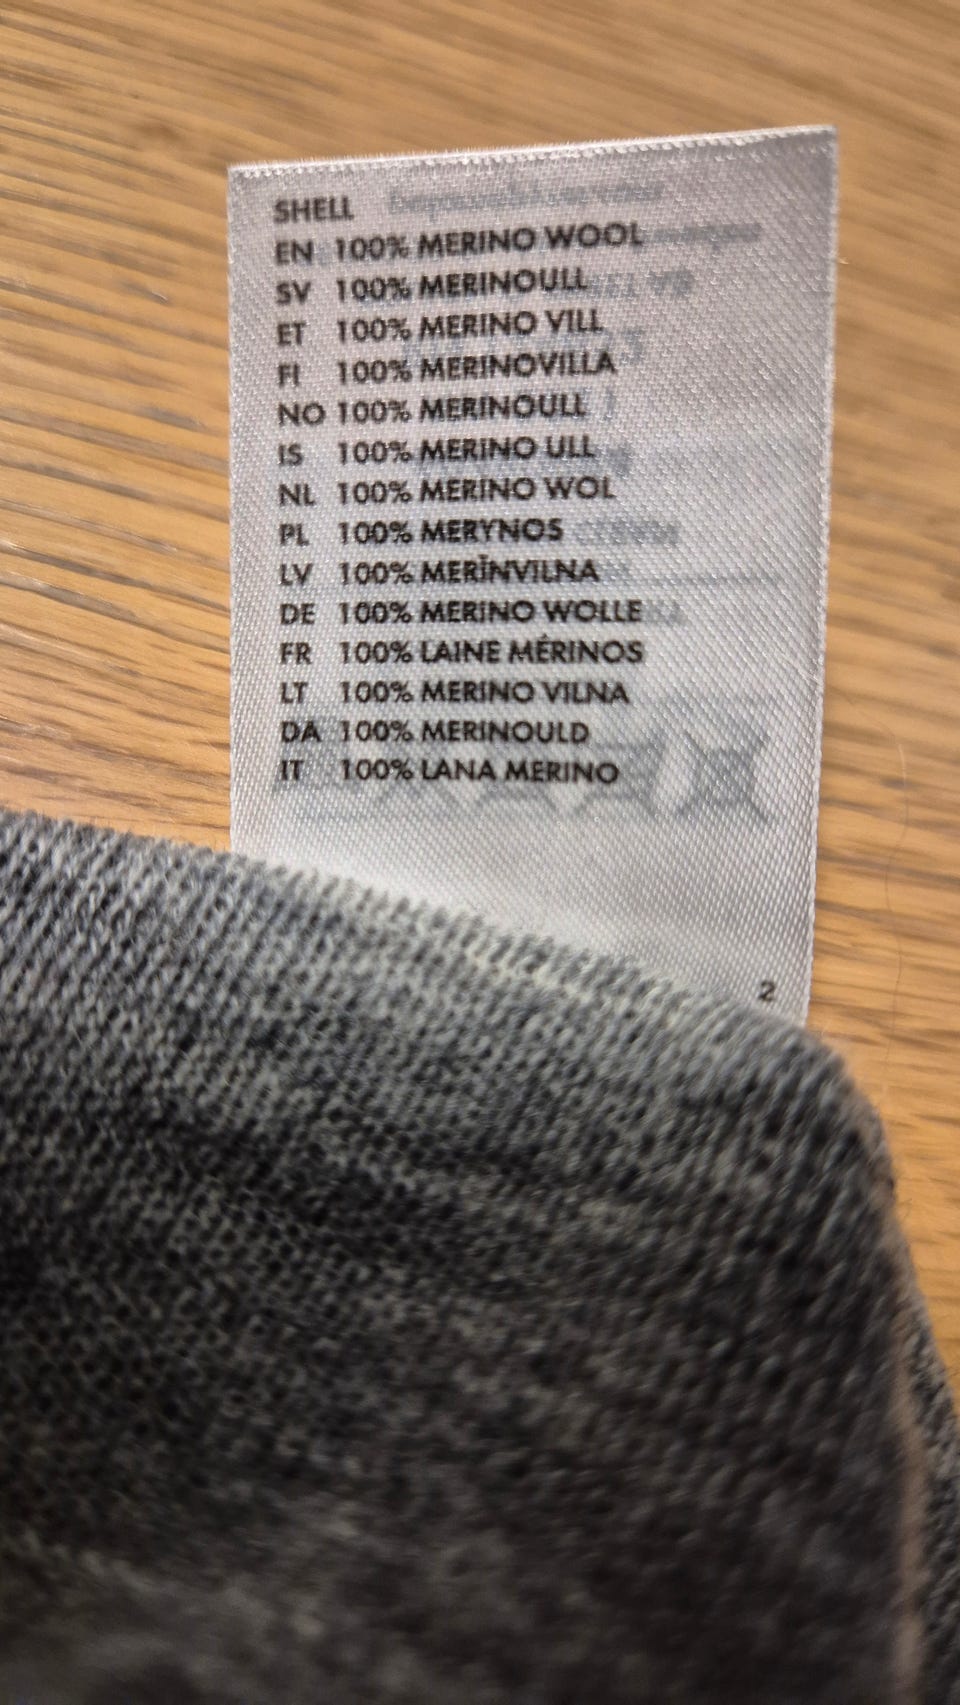 SHELL
EN 100% MERINO WOOL
SV 100% MERINOULL
ET 100% MERINO VILL
FI 100% MERINOVILLA
NO 100% MERINOULL
IS 100% MERINO ULL
NL 100% MERINO WOL
PL 100% MERYNOS
LV 100% MERĪNVILNA
DE 100% MERINO WOLLE
FR 100% LAINE MÉRINOS
LT 100% MERINO VILNA
DA 100% MERINOULD
IT 100% LANA MERINO
2